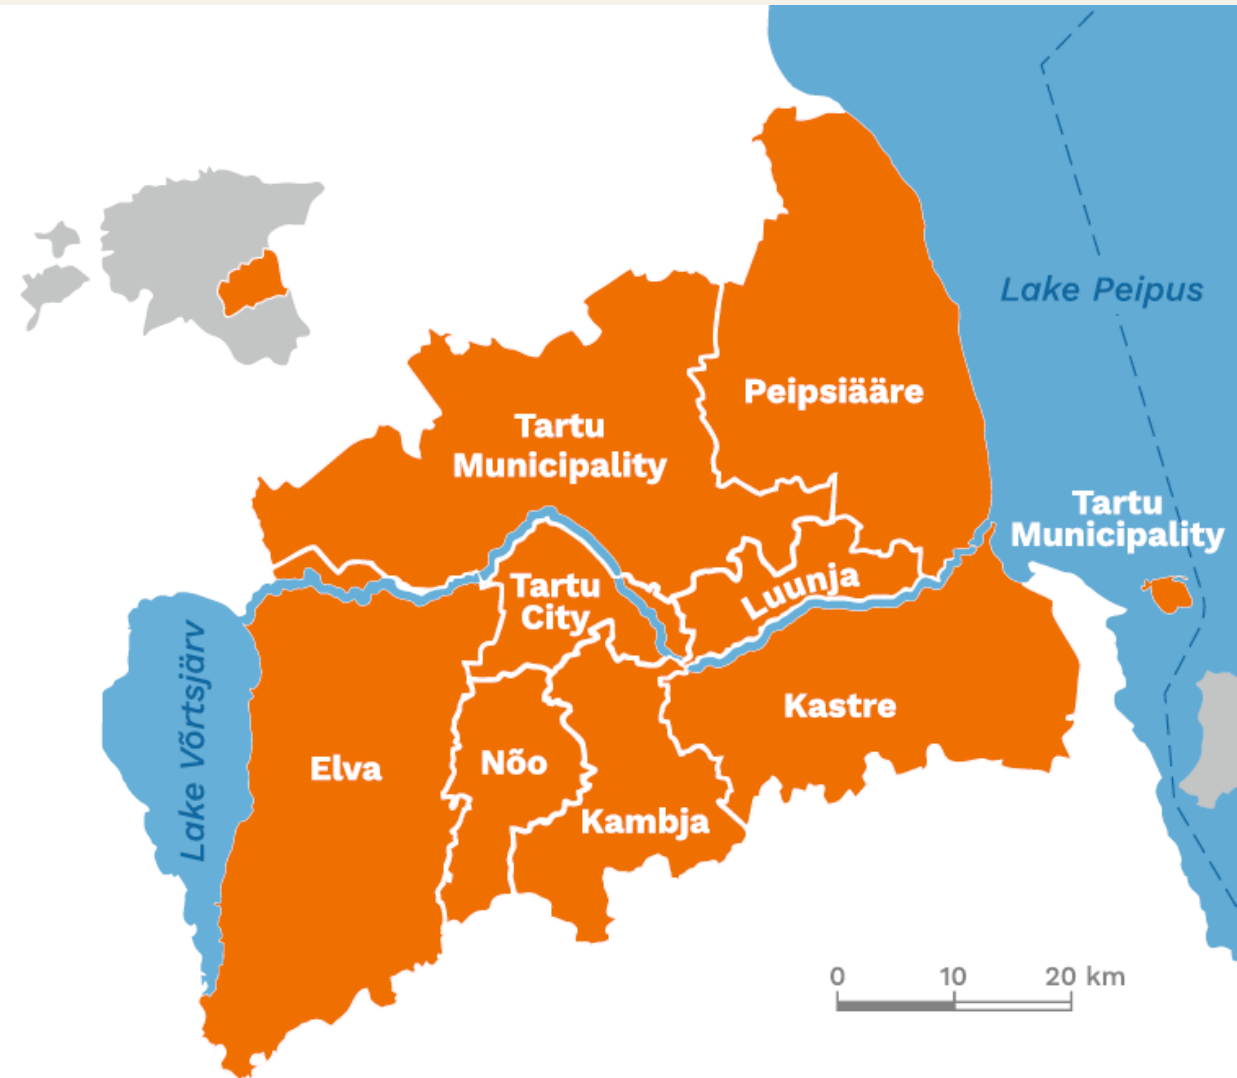 Lake Peipus
Peipsiääre
Tartu
Municipality
Tartu
Municipality
Tartu
City
Luunja
Lake Võrtsjärv
Kastre
Elva
Nõo
Kambja
0 10 20 km